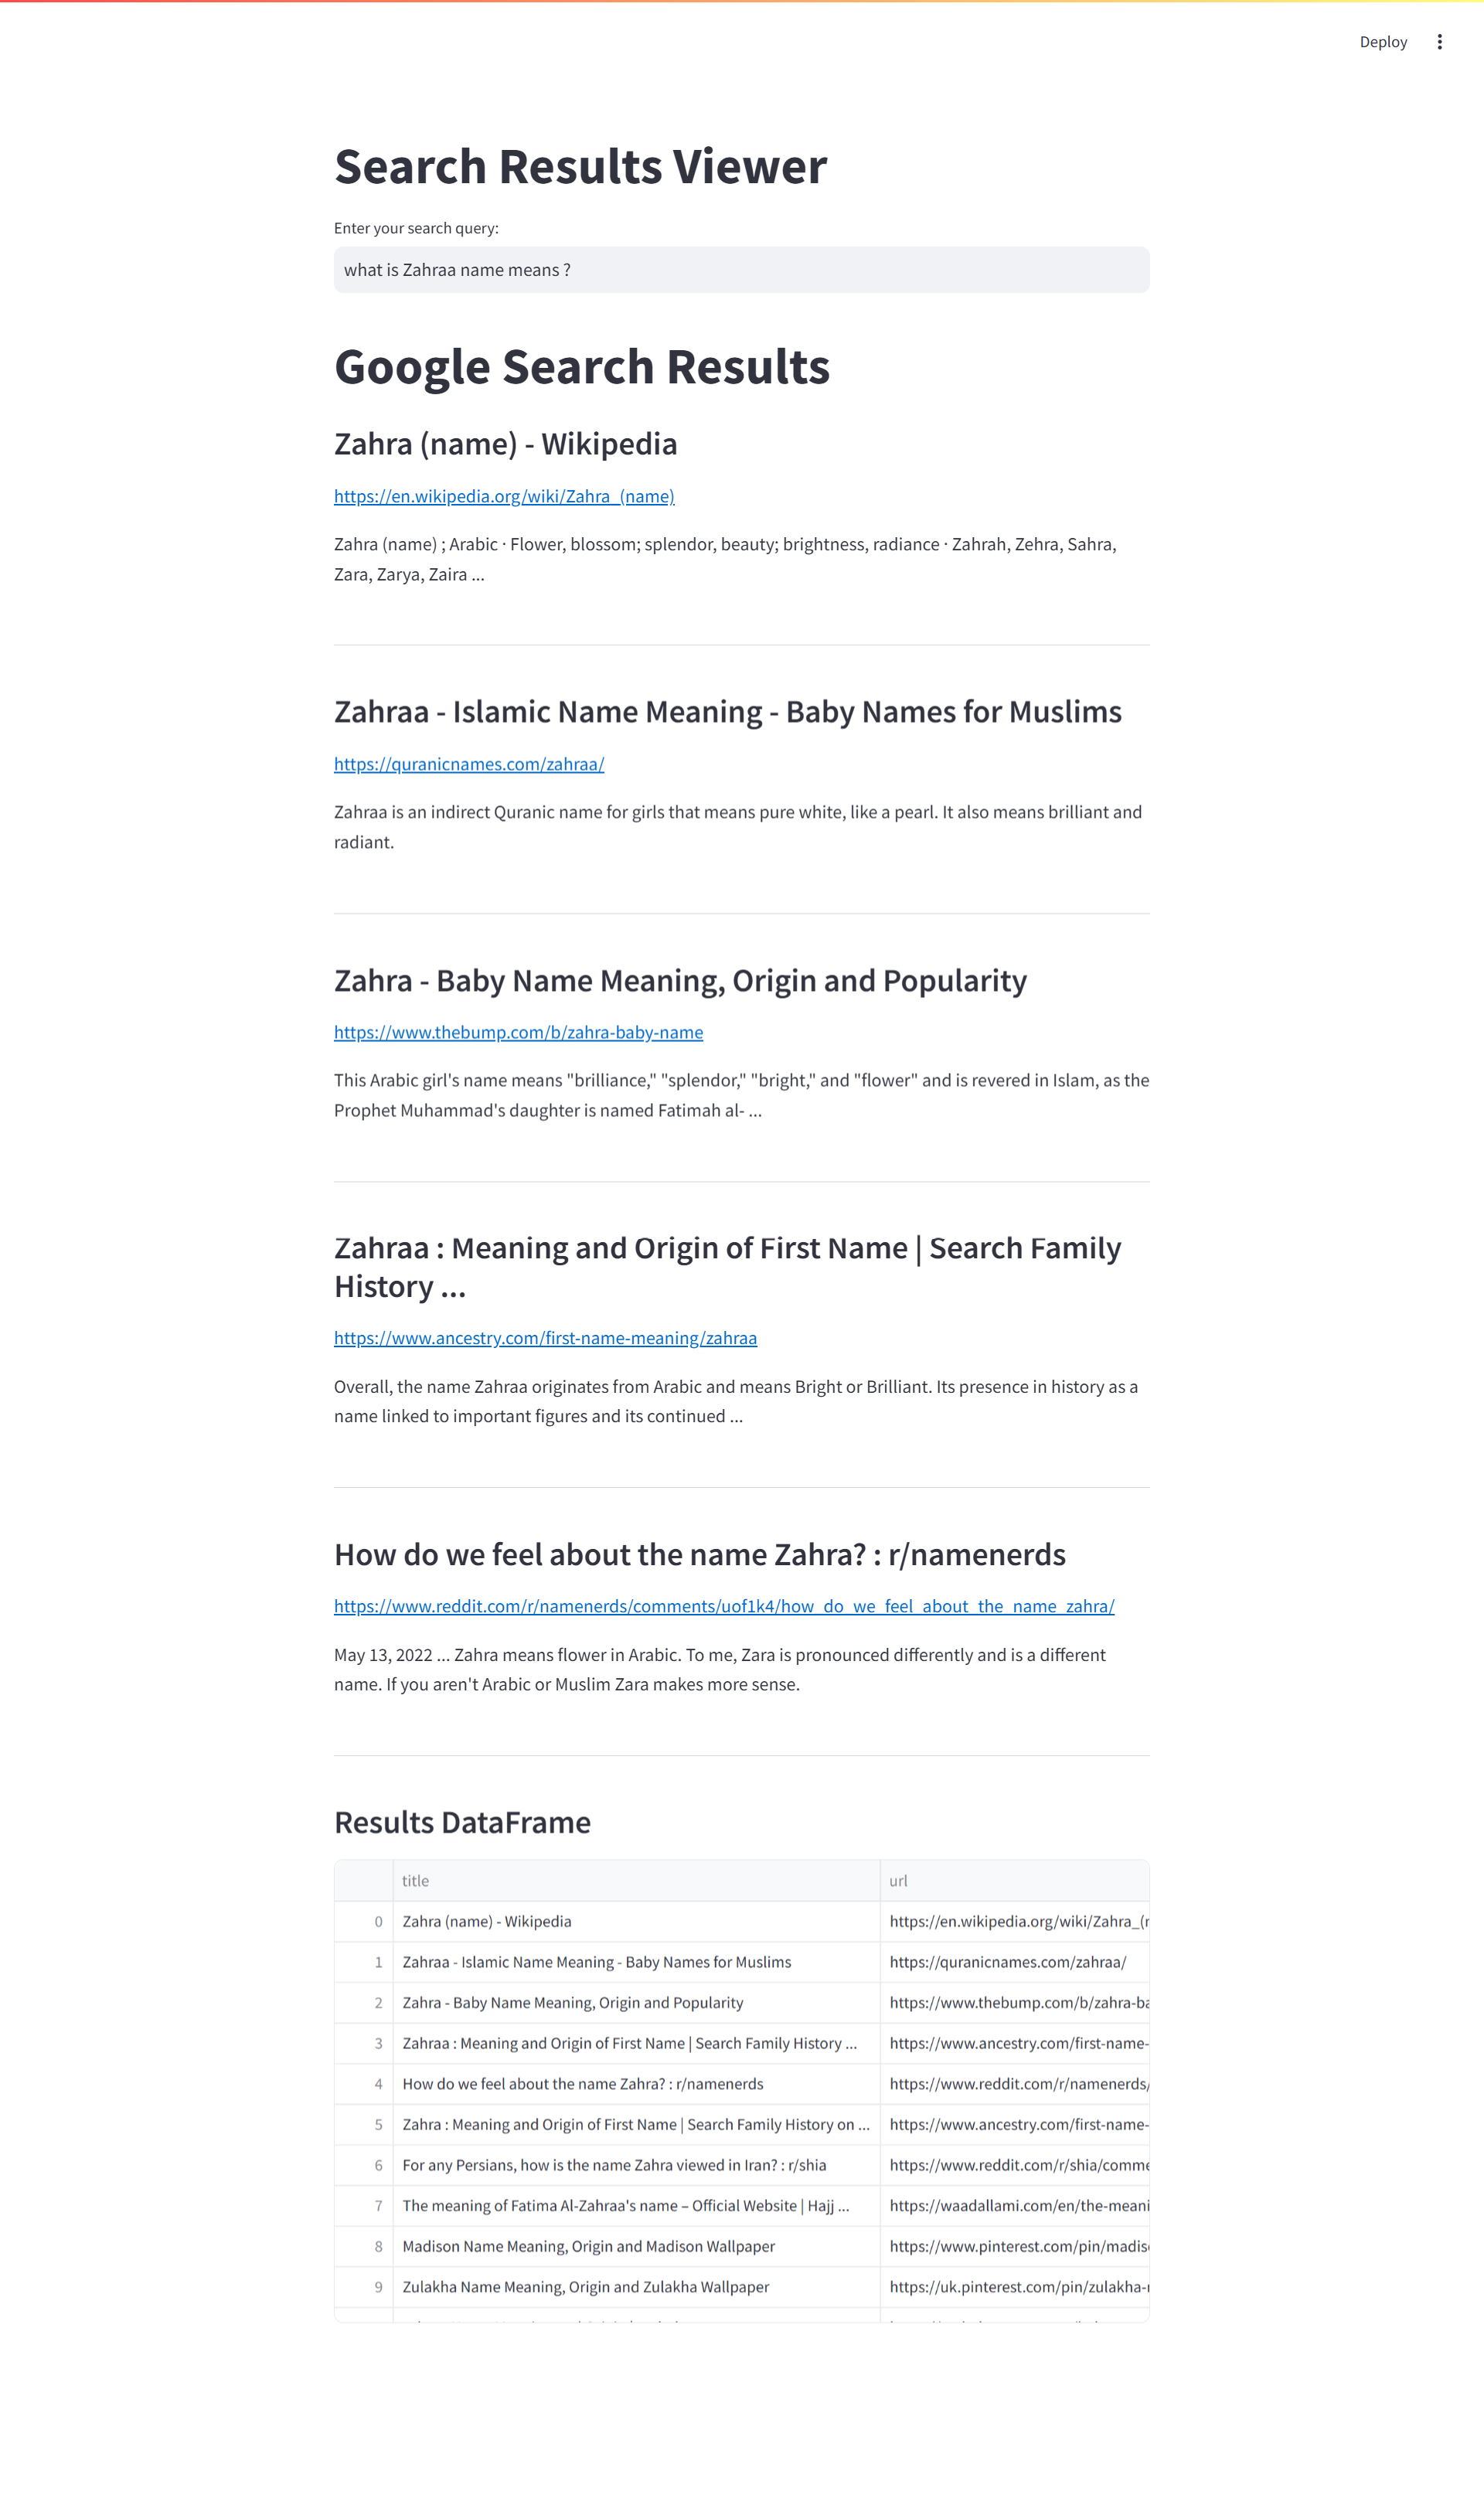 Deploy
Search Results Viewer
Enter your search query:
what is Zahraa name means ?
Google Search Results
Zahra (name) - Wikipedia
https://en.wikipedia.org/wiki/Zahra_(name)
Zahra (name) ; Arabic · Flower, blossom; splendor, beauty; brightness, radiance · Zahrah, Zehra, Sahra,
Zara, Zarya, Zaira ...
Zahraa - Islamic Name Meaning - Baby Names for Muslims
https://quranicnames.com/zahraa/
Zahraa is an indirect Quranic name for girls that means pure white, like a pearl. It also means brilliant and
radiant.
Zahra - Baby Name Meaning, Origin and Popularity
https://www.thebump.com/b/zahra-baby-name
This Arabic girl's name means "brilliance," "splendor," "bright," and "flower" and is revered in Islam, as the
Prophet Muhammad's daughter is named Fatimah al- ...
Zahraa : Meaning and Origin of First Name | Search Family
History ...
https://www.ancestry.com/first-name-meaning/zahraa
Overall, the name Zahraa originates from Arabic and means Bright or Brilliant. Its presence in history as a
name linked to important figures and its continued ...
How do we feel about the name Zahra? : r/namenerds
https://www.reddit.com/r/namenerds/comments/uof1k4/how_do_we_feel_about_the_name_zahra/
May 13, 2022 ... Zahra means flower in Arabic. To me, Zara is pronounced differently and is a different
name. If you aren't Arabic or Muslim Zara makes more sense.
Results DataFrame
title url
0 Zahra (name) - Wikipedia https://en.wikipedia.org/wiki/Zahra_(
1 Zahraa - Islamic Name Meaning - Baby Names for Muslims https://quranicnames.com/zahraa/
2 Zahra - Baby Name Meaning, Origin and Popularity https://www.thebump.com/b/zahra-ba
3 Zahraa : Meaning and Origin of First Name | Search Family History ... https://www.ancestry.com/first-name-
4 How do we feel about the name Zahra? : r/namenerds https://www.reddit.com/r/namenerds/
5 Zahra : Meaning and Origin of First Name | Search Family History on ... https://www.ancestry.com/first-name-
6 For any Persians, how is the name Zahra viewed in Iran? : r/shia https://www.reddit.com/r/shia/comme
7 The meaning of Fatima Al-Zahraa's name – Official Website | Hajj ... https://waadallami.com/en/the-meani
8 Madison Name Meaning, Origin and Madison Wallpaper https://www.pinterest.com/pin/madis
9 Zulakha Name Meaning, Origin and Zulakha Wallpaper https://uk.pinterest.com/pin/zulakha-